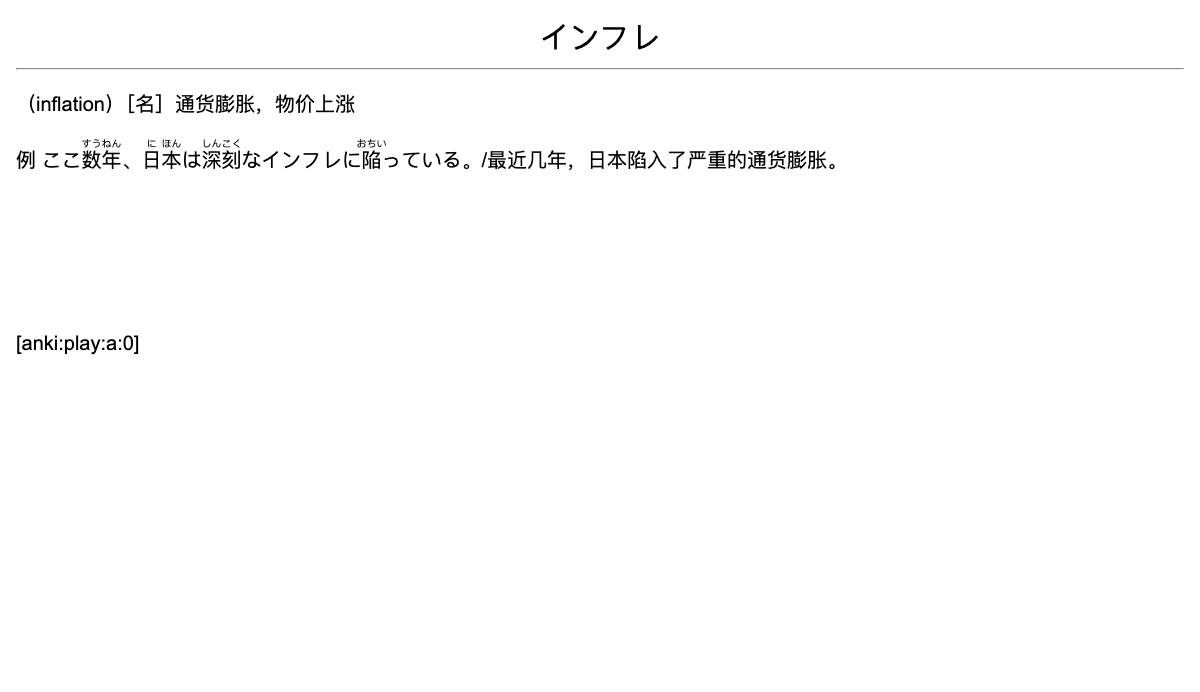 インフレ
（inflation）［名］通货膨胀，物价上涨
すうねん に ほん しんこく おちい
例 ここ数年、日本は深刻なインフレに陥っている。/最近几年，日本陷入了严重的通货膨胀。
[anki:play:a:0]